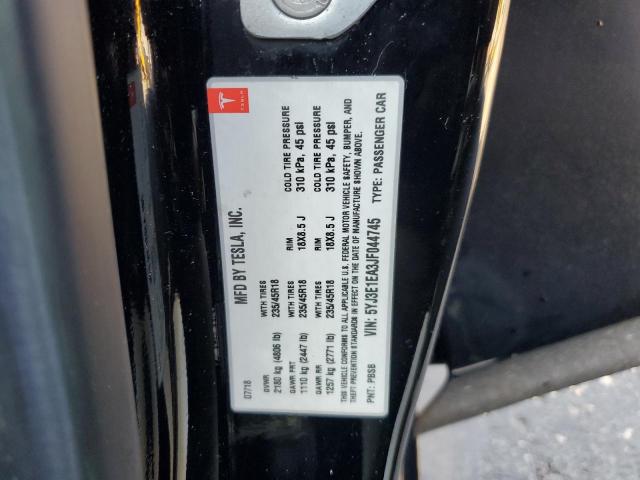 TESLA
MFD BY TESLA, INC.
07/18
GVWR WITH TIRES RIM COLD TIRE PRESSURE
2180 kg (4806 lb) 235/45R18 18X8.5 J 310 kPa, 45 psi
GAWR FRT WITH TIRES RIM COLD TIRE PRESSURE
1110 kg (2447 lb) 235/45R18 18X8.5 J 310 kPa, 45 psi
GAWR RR WITH TIRES
1257 kg (2771 lb) 235/45R18
THIS VEHICLE CONFORMS TO ALL APPLICABLE U.S. FEDERAL MOTOR VEHICLE SAFETY, BUMPER, AND
THEFT PREVENTION STANDARDS IN EFFECT ON THE DATE OF MANUFACTURE SHOWN ABOVE.
VIN: 5YJ3E1EA3JF044745 TYPE: PASSENGER CAR
PNT: PBSB